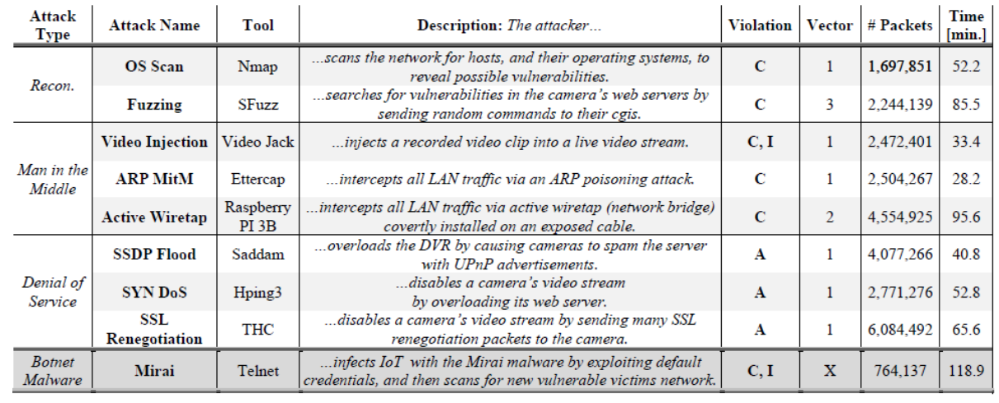 Attack Type | Attack Name | Tool | Description: The attacker… | Violation | Vector | # Packets | Time [min.]
Recon. | OS Scan | Nmap | …scans the network for hosts, and their operating systems, to reveal possible vulnerabilities. | C | 1 | 1,697,851 | 52.2
Fuzzing | SFuzz | …searches for vulnerabilities in the camera's web servers by sending random commands to their cgis. | C | 3 | 2,244,139 | 85.5
Man in the Middle | Video Injection | Video Jack | …injects a recorded video clip into a live video stream. | C, I | 1 | 2,472,401 | 33.4
ARP MitM | Ettercap | …intercepts all LAN traffic via an ARP poisoning attack. | C | 1 | 2,504,267 | 28.2
Active Wiretap | Raspberry PI 3B | …intercepts all LAN traffic via active wiretap (network bridge) covertly installed on an exposed cable. | C | 2 | 4,554,925 | 95.6
Denial of Service | SSDP Flood | Saddam | …overloads the DVR by causing cameras to spam the server with UPnP advertisements. | A | 1 | 4,077,266 | 40.8
SYN DoS | Hping3 | …disables a camera's video stream by overloading its web server. | A | 1 | 2,771,276 | 52.8
SSL Renegotiation | THC | …disables a camera's video stream by sending many SSL renegotiation packets to the camera. | A | 1 | 6,084,492 | 65.6
Botnet Malware | Mirai | Telnet | …infects IoT with the Mirai malware by exploiting default credentials, and then scans for new vulnerable victims network. | C, I | X | 764,137 | 118.9